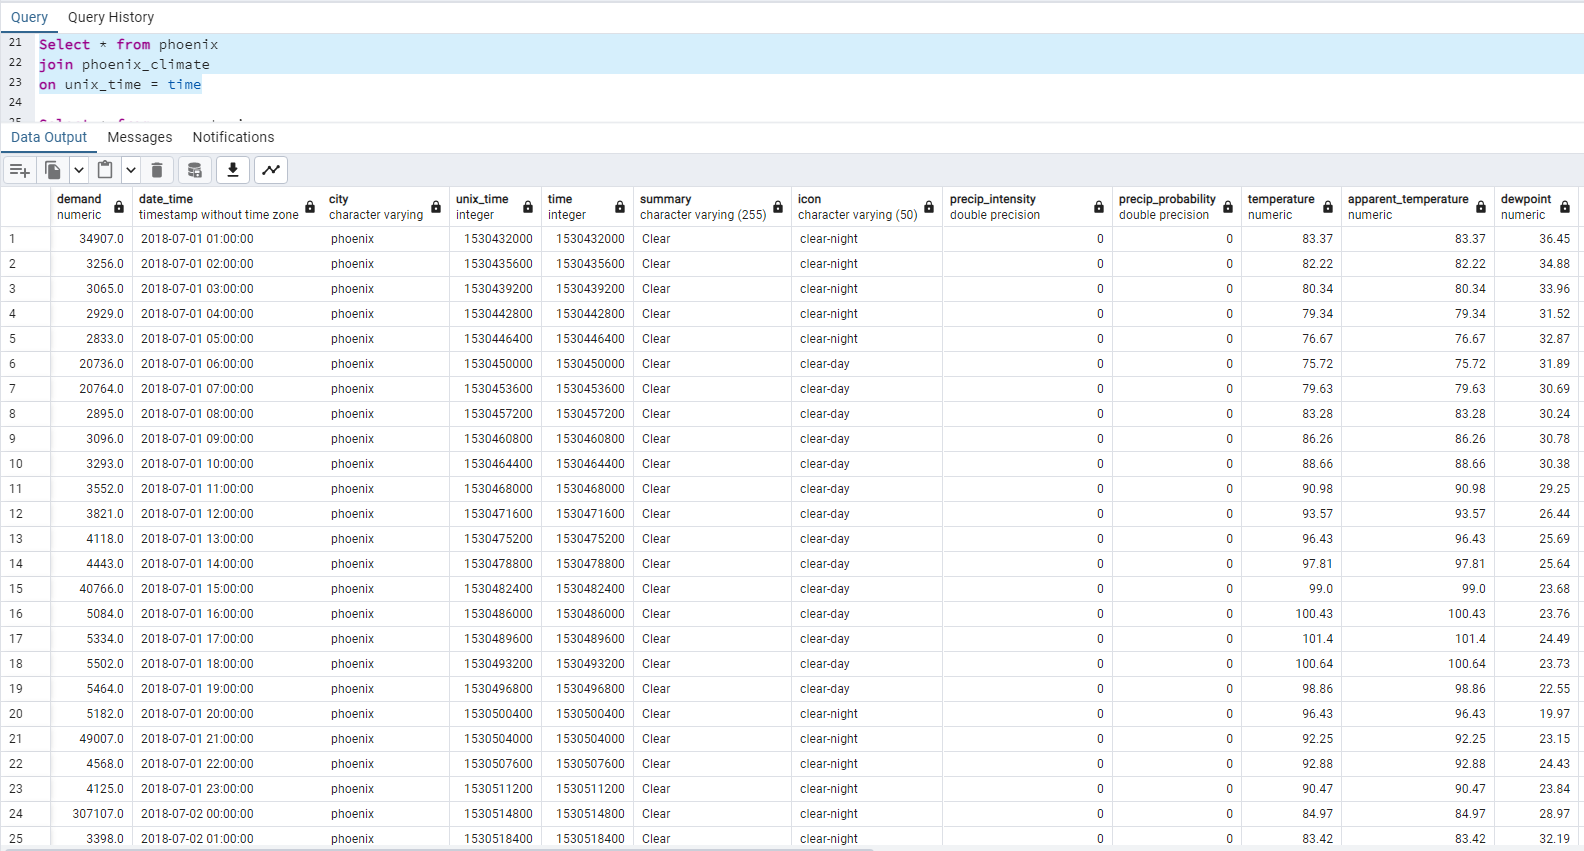 Query Query History
21 Select * from phoenix
22 join phoenix_climate
23 on unix_time = time
24
Data Output Messages Notifications
demand date_time city unix_time time summary icon precip_intensity precip_probability temperature apparent_temperature dewpoint
numeric timestamp without time zone character varying integer integer character varying (255) character varying (50) double precision double precision numeric numeric numeric
1 34907.0 2018-07-01 01:00:00 phoenix 1530432000 1530432000 Clear clear-night 0 0 83.37 83.37 36.45
2 3256.0 2018-07-01 02:00:00 phoenix 1530435600 1530435600 Clear clear-night 0 0 82.22 82.22 34.88
3 3065.0 2018-07-01 03:00:00 phoenix 1530439200 1530439200 Clear clear-night 0 0 80.34 80.34 33.96
4 2929.0 2018-07-01 04:00:00 phoenix 1530442800 1530442800 Clear clear-night 0 0 79.34 79.34 31.52
5 2833.0 2018-07-01 05:00:00 phoenix 1530446400 1530446400 Clear clear-night 0 0 76.67 76.67 32.87
6 20736.0 2018-07-01 06:00:00 phoenix 1530450000 1530450000 Clear clear-day 0 0 75.72 75.72 31.89
7 20764.0 2018-07-01 07:00:00 phoenix 1530453600 1530453600 Clear clear-day 0 0 79.63 79.63 30.69
8 2895.0 2018-07-01 08:00:00 phoenix 1530457200 1530457200 Clear clear-day 0 0 83.28 83.28 30.24
9 3096.0 2018-07-01 09:00:00 phoenix 1530460800 1530460800 Clear clear-day 0 0 86.26 86.26 30.78
10 3293.0 2018-07-01 10:00:00 phoenix 1530464400 1530464400 Clear clear-day 0 0 88.66 88.66 30.38
11 3552.0 2018-07-01 11:00:00 phoenix 1530468000 1530468000 Clear clear-day 0 0 90.98 90.98 29.25
12 3821.0 2018-07-01 12:00:00 phoenix 1530471600 1530471600 Clear clear-day 0 0 93.57 93.57 26.44
13 4118.0 2018-07-01 13:00:00 phoenix 1530475200 1530475200 Clear clear-day 0 0 96.43 96.43 25.69
14 4443.0 2018-07-01 14:00:00 phoenix 1530478800 1530478800 Clear clear-day 0 0 97.81 97.81 25.64
15 40766.0 2018-07-01 15:00:00 phoenix 1530482400 1530482400 Clear clear-day 0 0 99.0 99.0 23.68
16 5084.0 2018-07-01 16:00:00 phoenix 1530486000 1530486000 Clear clear-day 0 0 100.43 100.43 23.76
17 5334.0 2018-07-01 17:00:00 phoenix 1530489600 1530489600 Clear clear-day 0 0 101.4 101.4 24.49
18 5502.0 2018-07-01 18:00:00 phoenix 1530493200 1530493200 Clear clear-day 0 0 100.64 100.64 23.73
19 5464.0 2018-07-01 19:00:00 phoenix 1530496800 1530496800 Clear clear-day 0 0 98.86 98.86 22.55
20 5182.0 2018-07-01 20:00:00 phoenix 1530500400 1530500400 Clear clear-night 0 0 96.43 96.43 19.97
21 49007.0 2018-07-01 21:00:00 phoenix 1530504000 1530504000 Clear clear-night 0 0 92.25 92.25 23.15
22 4568.0 2018-07-01 22:00:00 phoenix 1530507600 1530507600 Clear clear-night 0 0 92.88 92.88 24.43
23 4125.0 2018-07-01 23:00:00 phoenix 1530511200 1530511200 Clear clear-night 0 0 90.47 90.47 23.84
24 307107.0 2018-07-02 00:00:00 phoenix 1530514800 1530514800 Clear clear-night 0 0 84.97 84.97 28.97
25 3398.0 2018-07-02 01:00:00 phoenix 1530518400 1530518400 Clear clear-night 0 0 83.42 83.42 32.19